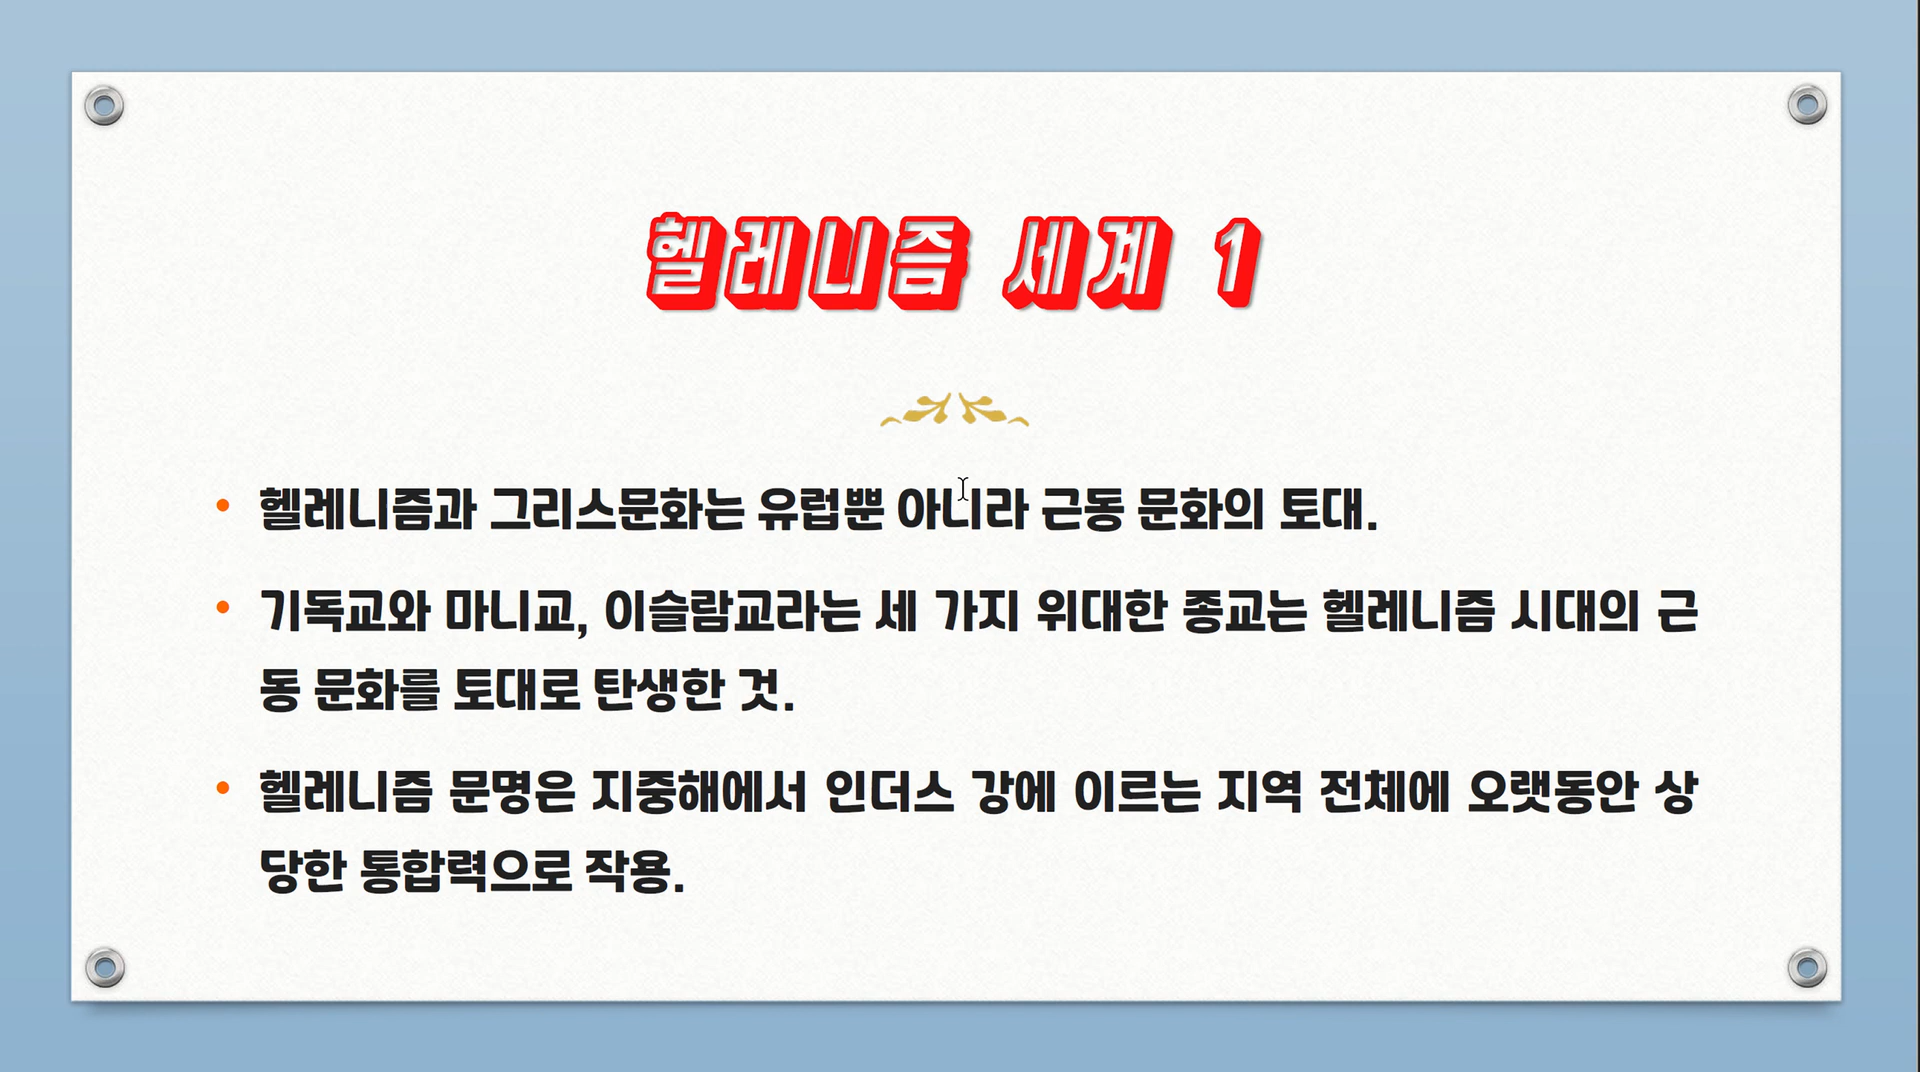 헬레니즘 세계 1
• 헬레니즘과 그리스문화는 유럽뿐 아니라 근동 문화의 토대.
• 기독교와 마니교, 이슬람교라는 세 가지 위대한 종교는 헬레니즘 시대의 근
동 문화를 토대로 탄생한 것.
• 헬레니즘 문명은 지중해에서 인더스 강에 이르는 지역 전체에 오랫동안 상
당한 통합력으로 작용.